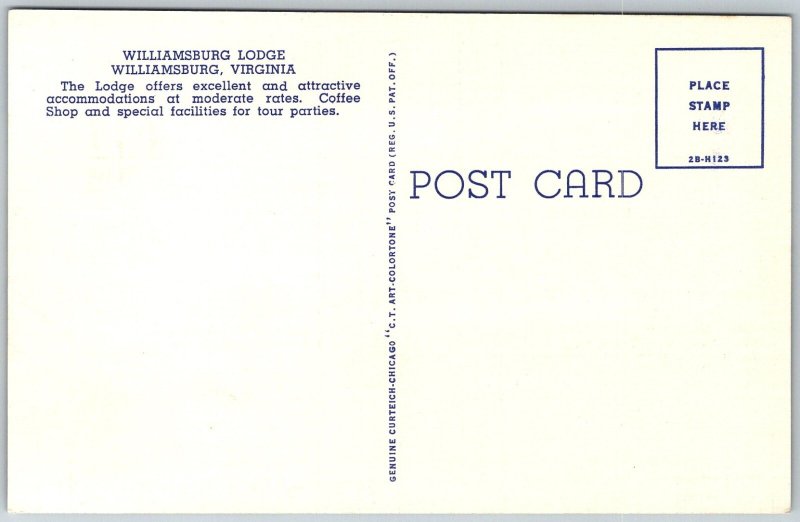 WILLIAMSBURG LODGE
WILLIAMSBURG, VIRGINIA
The Lodge offers excellent and attractive
accommodations at moderate rates. Coffee
Shop and special facilities for tour parties.
GENUINE CURTEICH-CHICAGO "C.T. ART-COLORTONE" POST CARD (REG. U.S. PAT. OFF.)
POST CARD
PLACE
STAMP
HERE
2B-H123